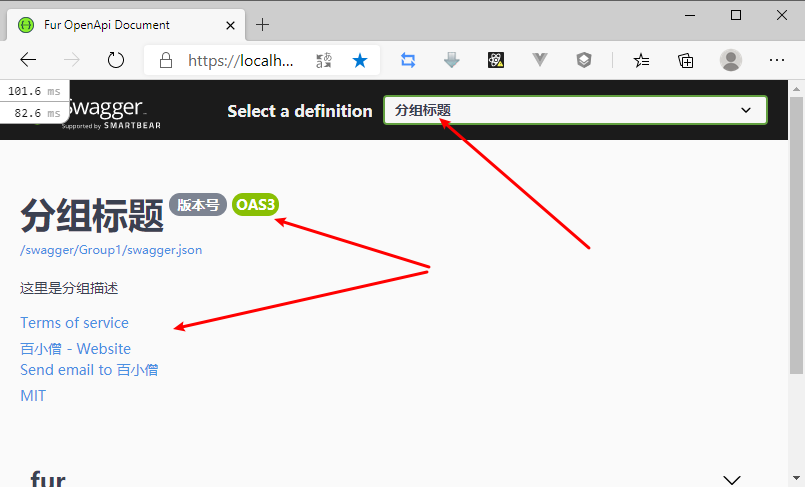 Fur OpenApi Document
https://localh...
101.6 ms
82.6 ms
Swagger
Supported by SMARTBEAR
Select a definition
分组标题
分组标题 版本号 OAS3
/swagger/Group1/swagger.json
这里是分组描述
Terms of service
百小僧 - Website
Send email to 百小僧
MIT
fur